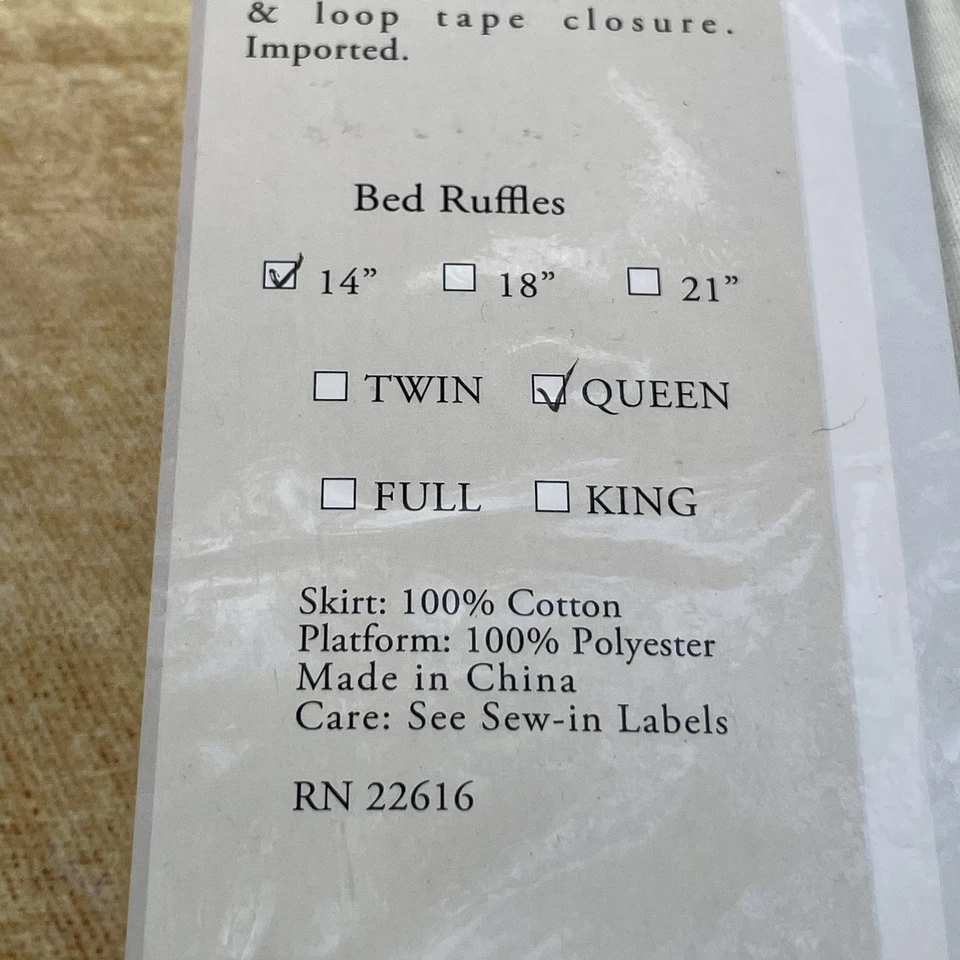 & loop tape closure.
Imported.
Bed Ruffles
☑ 14” ☐ 18” ☐ 21”
☐ TWIN ☑ QUEEN
☐ FULL ☐ KING
Skirt: 100% Cotton
Platform: 100% Polyester
Made in China
Care: See Sew-in Labels
RN 22616